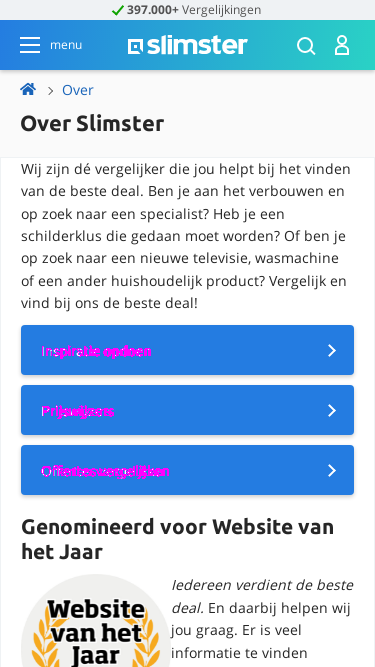 397.000+ Vergelijkingen
menu
slimster
Over
Over Slimster
Wij zijn dé vergelijker die jou helpt bij het vinden
van de beste deal. Ben je aan het verbouwen en
op zoek naar een specialist? Heb je een
schilderklus die gedaan moet worden? Of ben je
op zoek naar een nieuwe televisie, wasmachine
of een ander huishoudelijk product? Vergelijk en
vind bij ons de beste deal!
Inspiratie opdoen
Prijswijzers
Offertes vergelijken
Genomineerd voor Website van
het Jaar
Website
van het
Jaar
Iedereen verdient de beste
deal. En daarbij helpen wij
jou graag. Er is veel
informatie te vinden